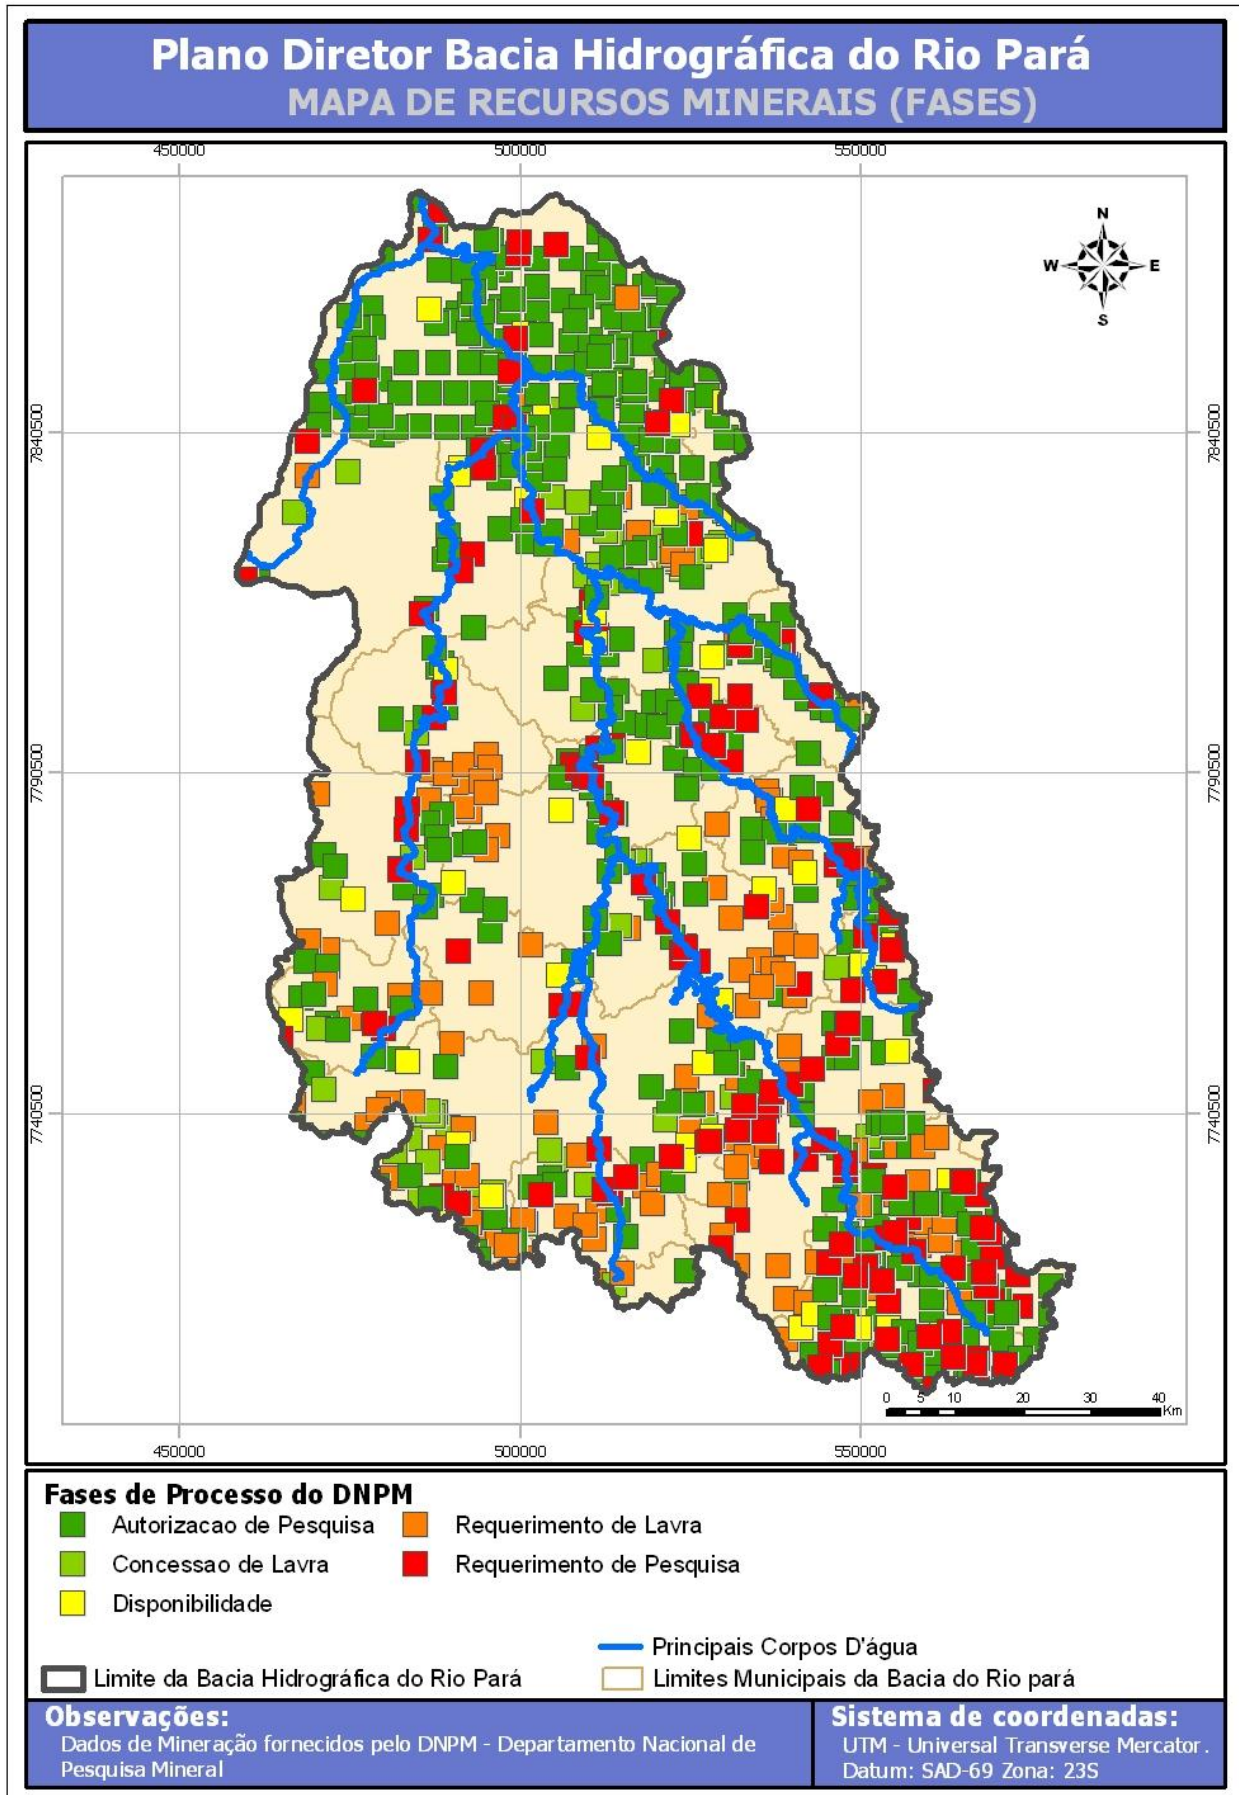 Plano Diretor Bacia Hidrográfica do Rio Pará
MAPA DE RECURSOS MINERAIS (FASES)
450000 500000 550000
N
W E
S
7840500 7840500
7790500 7790500
7740500 7740500
0 5 10 20 30 40
Km
450000 500000 550000
Fases de Processo do DNPM
Autorizacao de Pesquisa Requerimento de Lavra
Concessao de Lavra Requerimento de Pesquisa
Disponibilidade
Principais Corpos D'água
Limite da Bacia Hidrográfica do Rio Pará Limites Municipais da Bacia do Rio pará
Observações:
Dados de Mineração fornecidos pelo DNPM - Departamento Nacional de
Pesquisa Mineral
Sistema de coordenadas:
UTM - Universal Transverse Mercator.
Datum: SAD-69 Zona: 23S